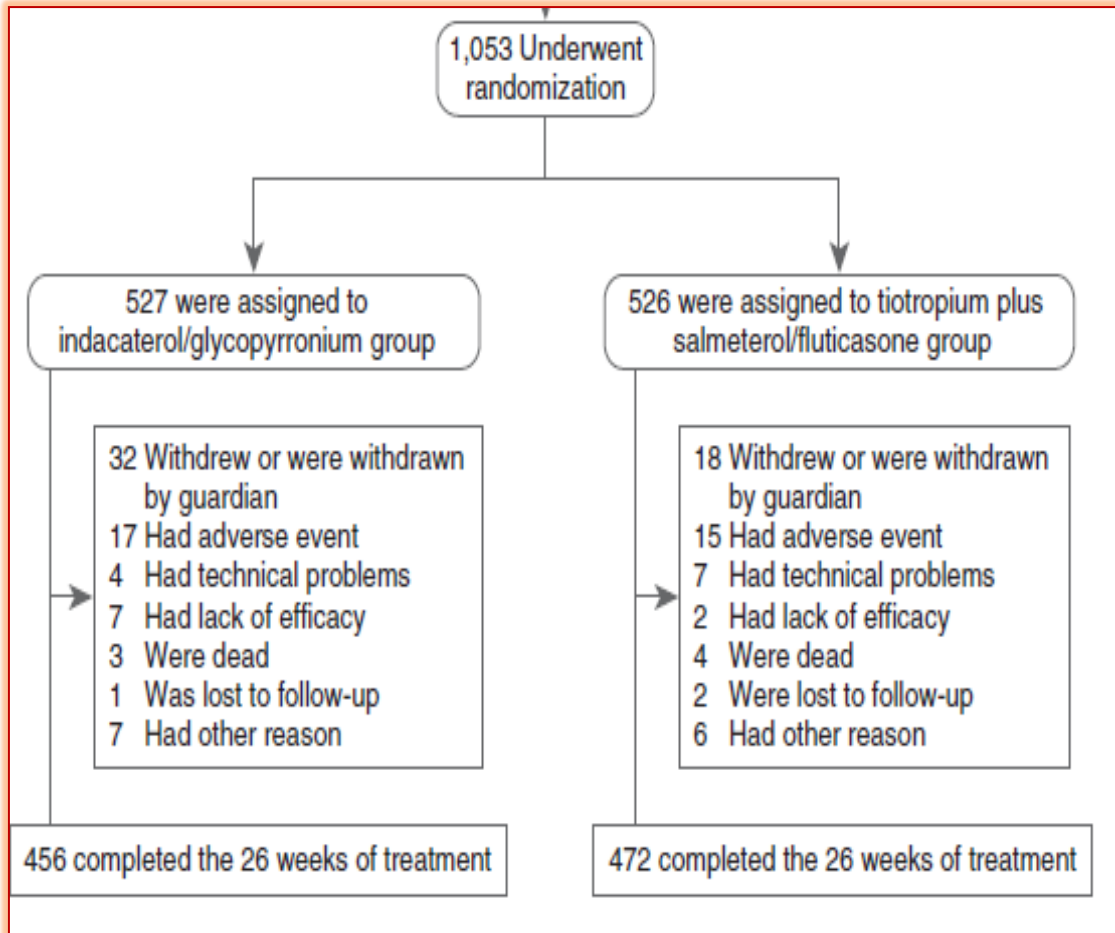 1,053 Underwent
randomization
527 were assigned to
indacaterol/glycopyrronium group
526 were assigned to tiotropium plus
salmeterol/fluticasone group
32 Withdrew or were withdrawn
by guardian
17 Had adverse event
4 Had technical problems
7 Had lack of efficacy
3 Were dead
1 Was lost to follow-up
7 Had other reason
18 Withdrew or were withdrawn
by guardian
15 Had adverse event
7 Had technical problems
2 Had lack of efficacy
4 Were dead
2 Were lost to follow-up
6 Had other reason
456 completed the 26 weeks of treatment
472 completed the 26 weeks of treatment